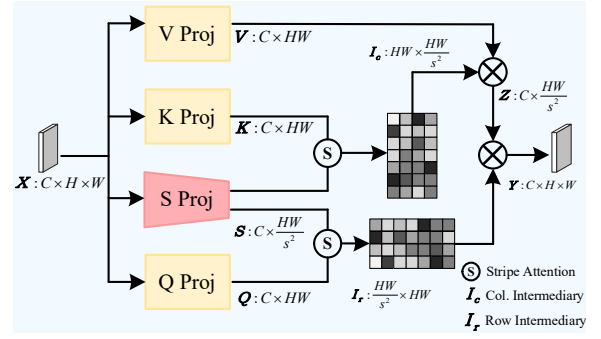 V Proj
V : C × HW
I_c : HW × HW/s²
Z : C × HW/s²
K Proj
K : C × HW
S
X : C × H × W
Y : C × H × W
S Proj
S : C × HW/s²
S
Q Proj
Q : C × HW
I_r : HW/s² × HW
S Stripe Attention
I_c Col. Intermediary
I_r Row Intermediary